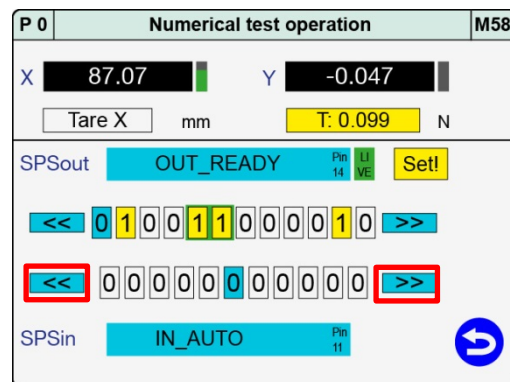 P 0 Numerical test operation M58
X 87.07 Y -0.047
Tare X mm T: 0.099 N
SPSout OUT_READY Pin 14 LI VE Set!
<< 0 1 0 0 1 1 0 0 0 0 1 0 >>
<< 0 0 0 0 0 0 0 0 0 0 0 0 >>
SPSin IN_AUTO Pin 11